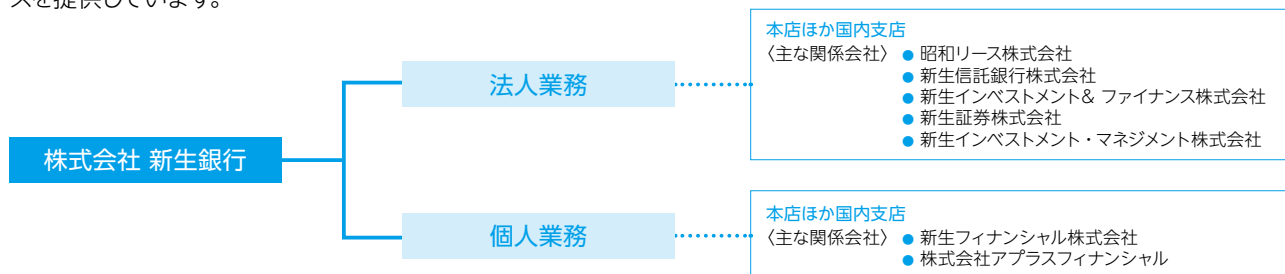 スを提供しています。
株式会社 新生銀行
法人業務
本店ほか国内支店
〈主な関係会社〉 ● 昭和リース株式会社
● 新生信託銀行株式会社
● 新生インベストメント& ファイナンス株式会社
● 新生証券株式会社
● 新生インベストメント・マネジメント株式会社
個人業務
本店ほか国内支店
〈主な関係会社〉 ● 新生フィナンシャル株式会社
● 株式会社アプラスフィナンシャル